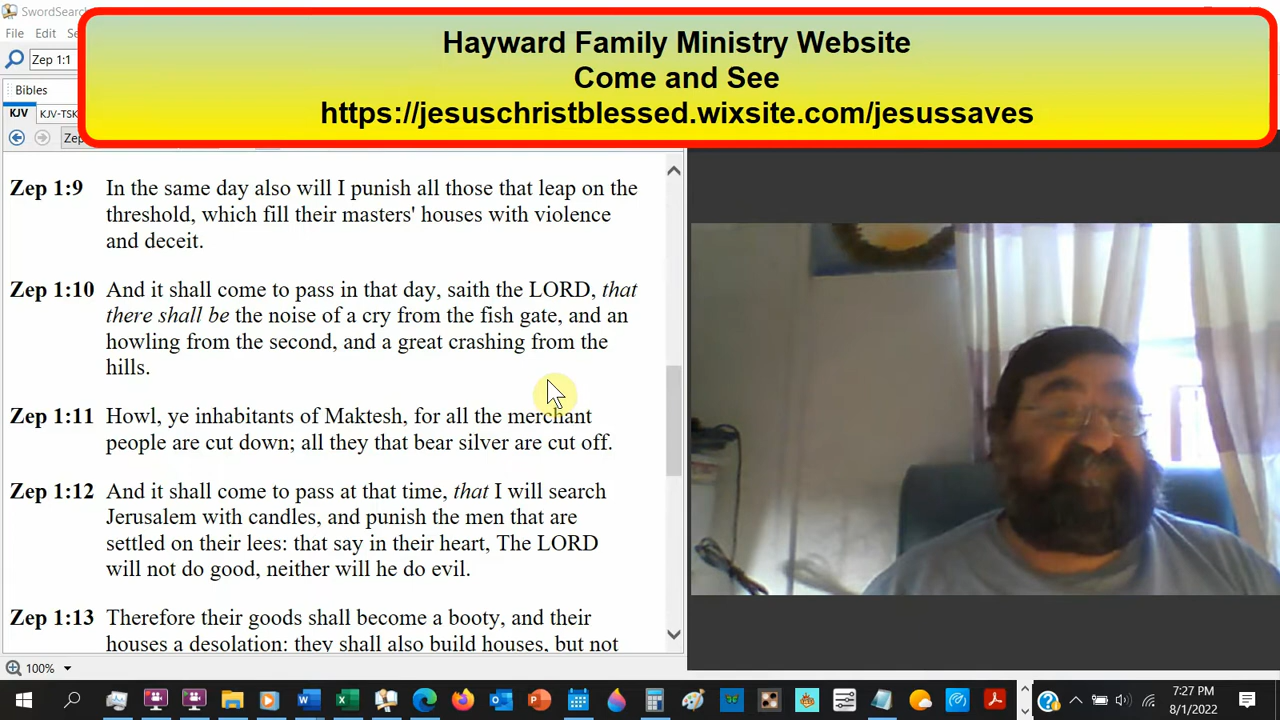 SwordSearc
Hayward Family Ministry Website
Come and See
https://jesuschristblessed.wixsite.com/jesussaves
File Edit Se
Zep 1:1
Bibles
KJV KJV-TSK
Zep
Zep 1:9 In the same day also will I punish all those that leap on the
threshold, which fill their masters' houses with violence
and deceit.
Zep 1:10 And it shall come to pass in that day, saith the LORD, that
there shall be the noise of a cry from the fish gate, and an
howling from the second, and a great crashing from the
hills.
Zep 1:11 Howl, ye inhabitants of Maktesh, for all the merchant
people are cut down; all they that bear silver are cut off.
Zep 1:12 And it shall come to pass at that time, that I will search
Jerusalem with candles, and punish the men that are
settled on their lees: that say in their heart, The LORD
will not do good, neither will he do evil.
Zep 1:13 Therefore their goods shall become a booty, and their
houses a desolation: they shall also build houses, but not
100%
7:27 PM
8/1/2022